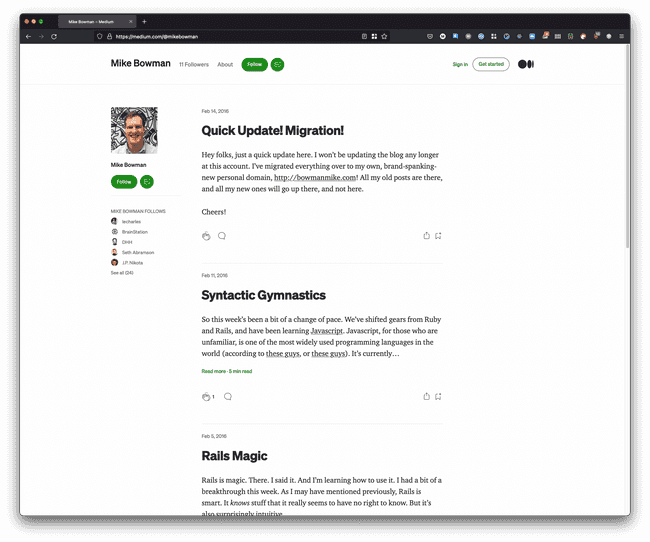 Mike Bowman – Medium
https://medium.com/@mikebowman
Mike Bowman 11 Followers About Follow
Sign in Get started
Mike Bowman
Follow
MIKE BOWMAN FOLLOWS
lecharles
BrainStation
DHH
Seth Abramson
J.P. Nikota
See all (24)
Feb 14, 2016
Quick Update! Migration!
Hey folks, just a quick update here. I won’t be updating the blog any longer
at this account. I’ve migrated everything over to my own, brand-spanking-
new personal domain, http://bowmanmike.com! All my old posts are there,
and all my new ones will go up there, and not here.
Cheers!
Feb 11, 2016
Syntactic Gymnastics
So this week’s been a bit of a change of pace. We’ve shifted gears from Ruby
and Rails, and have been learning Javascript. Javascript, for those who are
unfamiliar, is one of the most widely used programming languages in the
world (according to these guys, or these guys). It’s currently…
Read more · 5 min read
1
Feb 5, 2016
Rails Magic
Rails is magic. There. I said it. And I’m learning how to use it. I had a bit of a
breakthrough this week. As I may have mentioned previously, Rails is
smart. It knows stuff that it really seems to have no right to know. But it’s
also surprisingly intuitive.